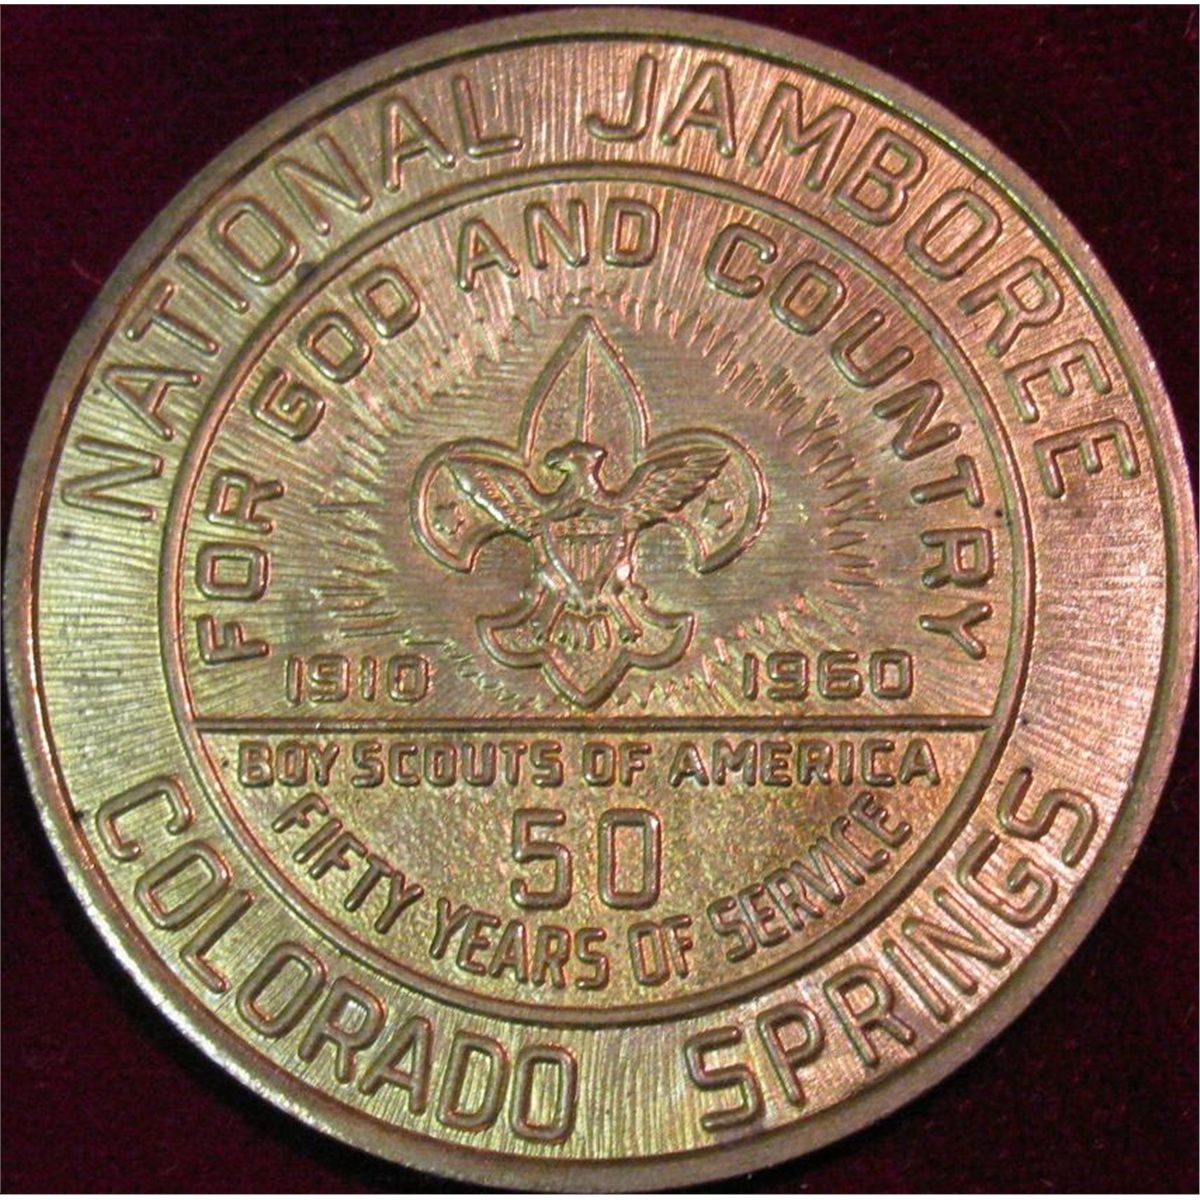 NATIONAL JAMBOREE
FOR GOD AND COUNTRY
1910 1960
BOY SCOUTS OF AMERICA
50
FIFTY YEARS OF SERVICE
COLORADO SPRINGS